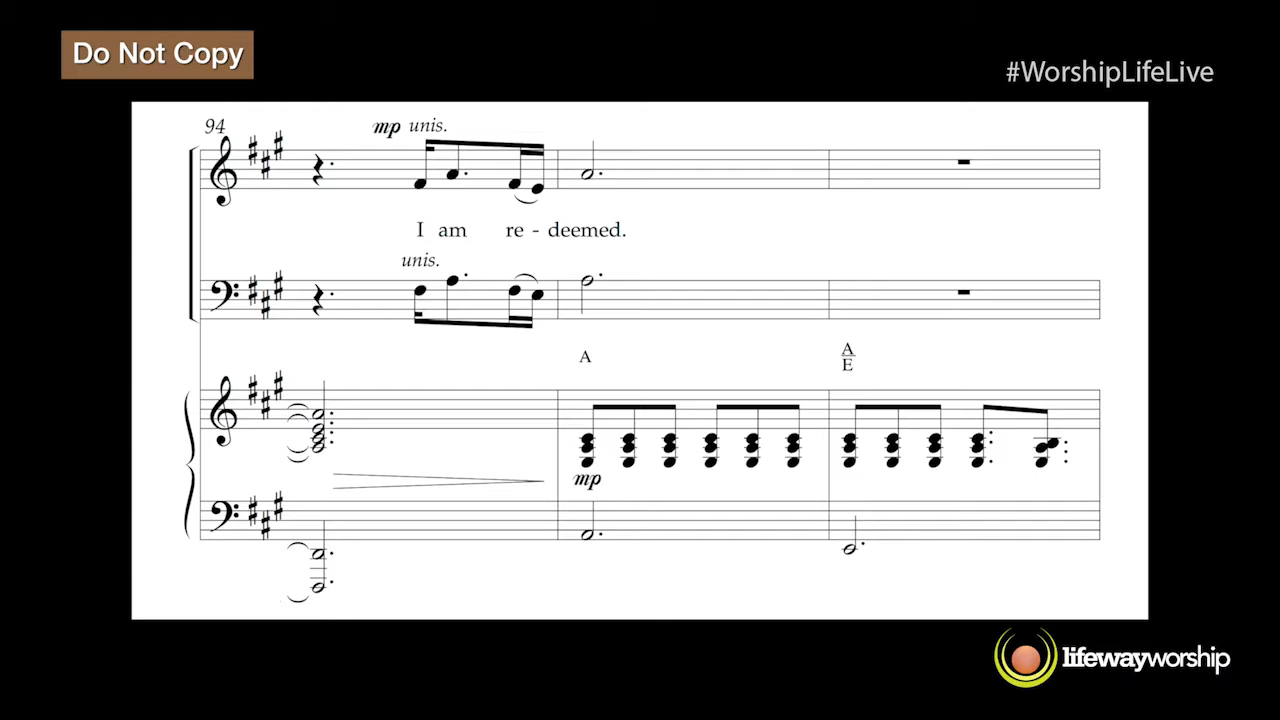 Do Not Copy
#WorshipLifeLive
94
mp unis.
I am re - deemed.
unis.
A
A
E
mp
lifewayworship